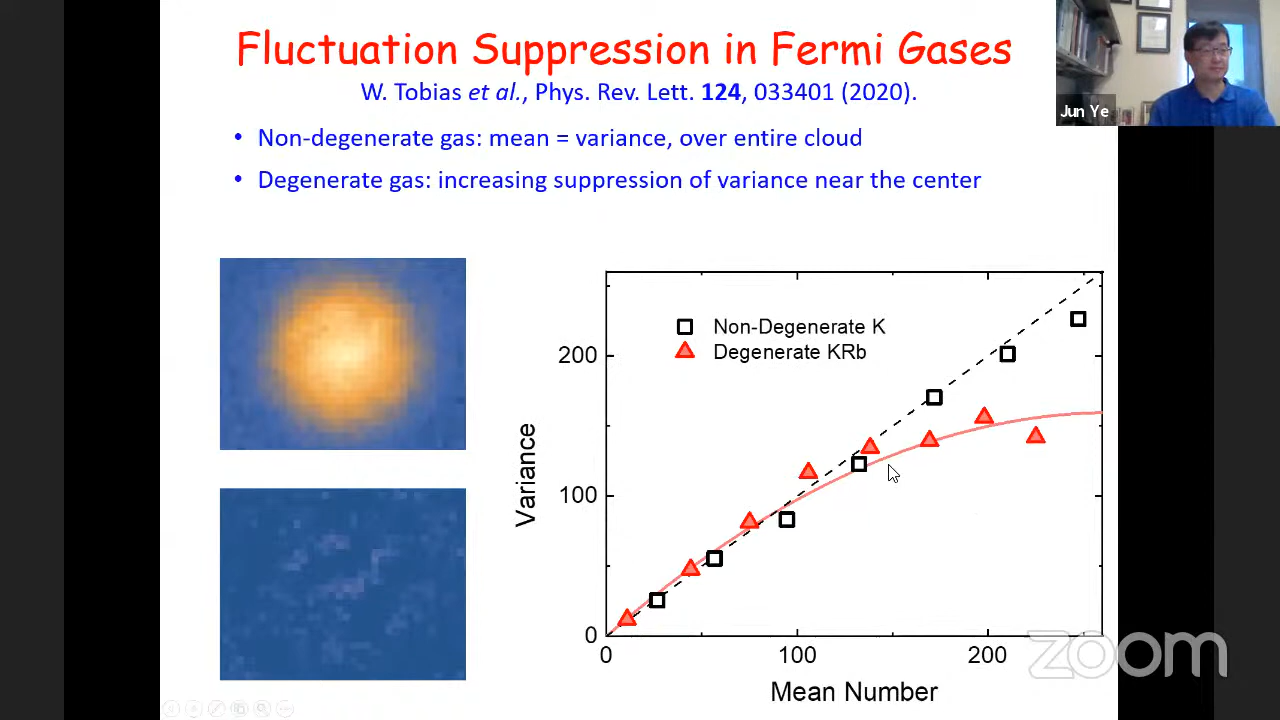 Fluctuation Suppression in Fermi Gases
W. Tobias et al., Phys. Rev. Lett. 124, 033401 (2020).
• Non-degenerate gas: mean = variance, over entire cloud
• Degenerate gas: increasing suppression of variance near the center
Jun Ye
Non-Degenerate K
Degenerate KRb
200
100
0
Variance
0 100 200
Mean Number
zoom